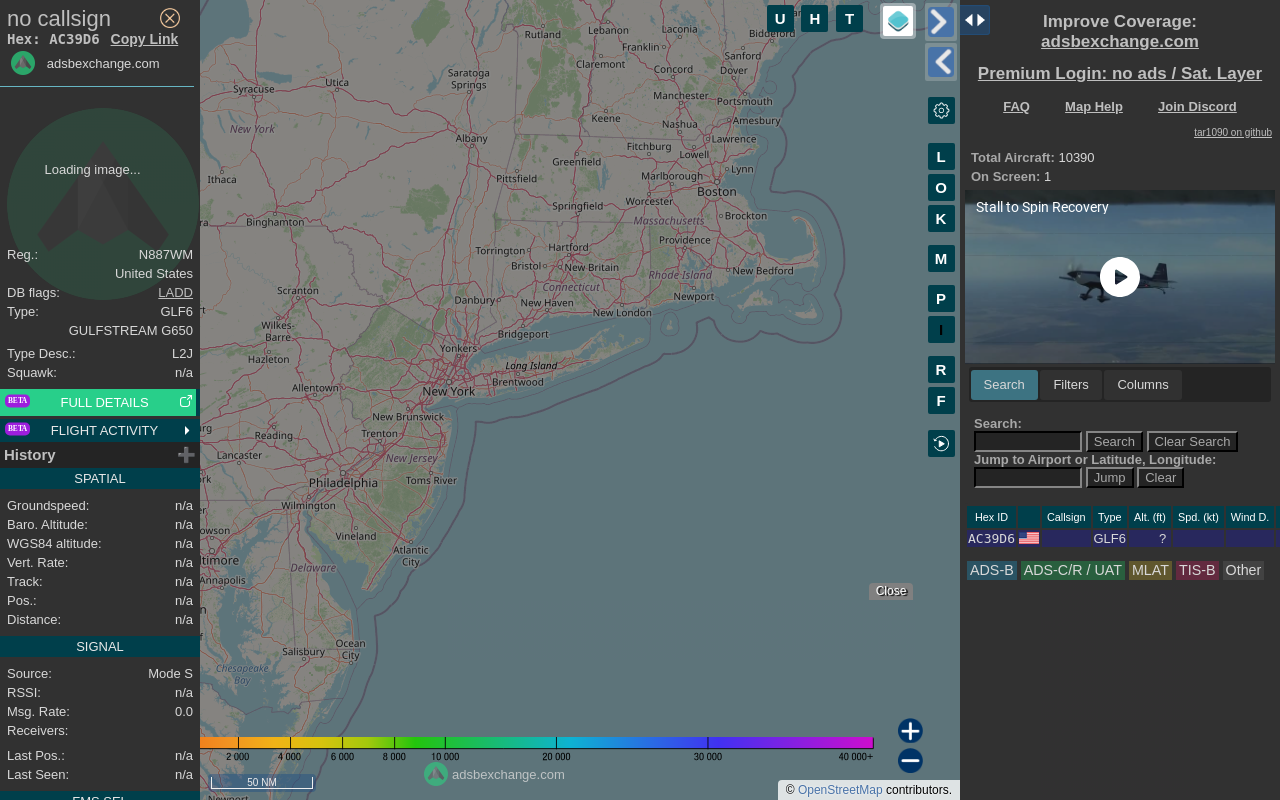 no callsign
Hex: AC39D6 Copy Link
adsbexchange.com
Loading image...
Reg.: N887WM
United States
DB flags: LADD
Type: GLF6
GULFSTREAM G650
Type Desc.: L2J
Squawk: n/a
BETA FULL DETAILS
BETA FLIGHT ACTIVITY
History
SPATIAL
Groundspeed: n/a
Baro. Altitude: n/a
WGS84 altitude: n/a
Vert. Rate: n/a
Track: n/a
Pos.: n/a
Distance: n/a
SIGNAL
Source: Mode S
RSSI: n/a
Msg. Rate: 0.0
Receivers:
Last Pos.: n/a
Last Seen: n/a
U H T
L
O
K
M
P
I
R
F
Rutland
Lebanon
Laconia
Franklin
Sanford
Claremont
Concord
Dover
Utica
Saratoga
Springs
Syracuse
Manchester
Portsmouth
Keene
Nashua
Amesbury
New York
Albany
Lawrence
Fitchburg
Lowell
Greenfield
Lynn
Ithaca
Pittsfield
Marlborough
Boston
Worcester
Springfield
Massachusetts
Brockton
Binghamton
Providence
Torrington
Hartford
Bristol
New Britain
New Bedford
Rhode Island
Connecticut
Scranton
Danbury
New Haven
Newport
New London
Wilkes-
Barre
Bridgeport
Yonkers
Hazleton
Long Island
Brentwood
Allentown
New York
New Brunswick
Reading
Trenton
Lancaster
New Jersey
Philadelphia
Toms River
Wilmington
Vineland
Atlantic
City
Delaware
Annapolis
Ocean
City
Salisbury
Chesapeake
Bay
Close
2 000 4 000 6 000 8 000 10 000 20 000 30 000 40 000+
adsbexchange.com
50 NM
© OpenStreetMap contributors.
Improve Coverage:
adsbexchange.com
Premium Login: no ads / Sat. Layer
FAQ Map Help Join Discord
tar1090 on github
Total Aircraft: 10390
On Screen: 1
Stall to Spin Recovery
Search Filters Columns
Search:
Search Clear Search
Jump to Airport or Latitude, Longitude:
Jump Clear
Hex ID Callsign Type Alt. (ft) Spd. (kt) Wind D.
AC39D6 GLF6 ?
ADS-B ADS-C/R / UAT MLAT TIS-B Other